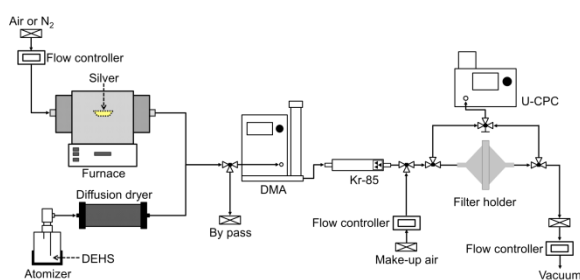 Air or N₂
Flow controller
Silver
Furnace
Diffusion dryer
DEHS
Atomizer
By pass
DMA
Kr-85
Flow controller
Make-up air
U-CPC
Filter holder
Flow controller
Vacuum